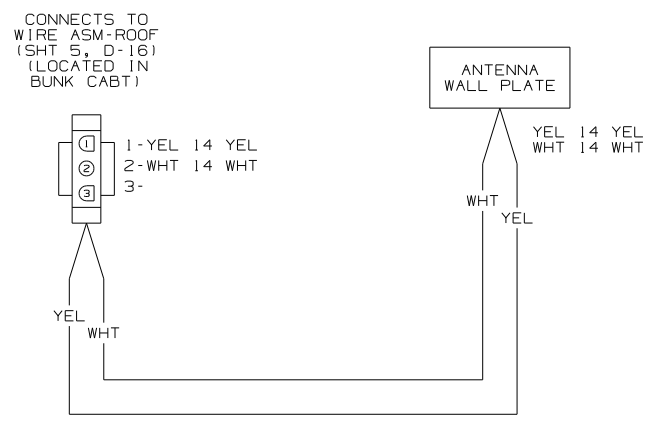 CONNECTS TO
WIRE ASM-ROOF
(SHT 5, D-16)
(LOCATED IN
BUNK CABT)
1
2
3
1-YEL 14 YEL
2-WHT 14 WHT
3-
ANTENNA
WALL PLATE
YEL 14 YEL
WHT 14 WHT
WHT
YEL
YEL
WHT